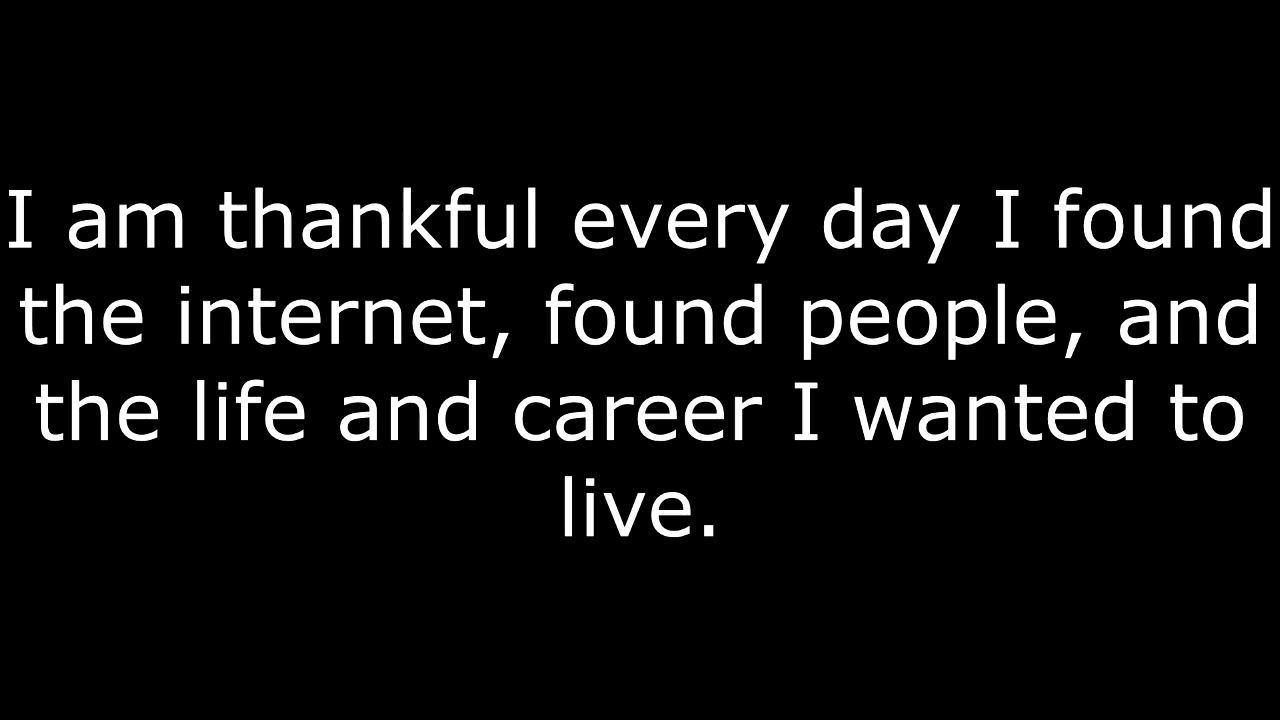 I am thankful every day I found
the internet, found people, and
the life and career I wanted to
live.